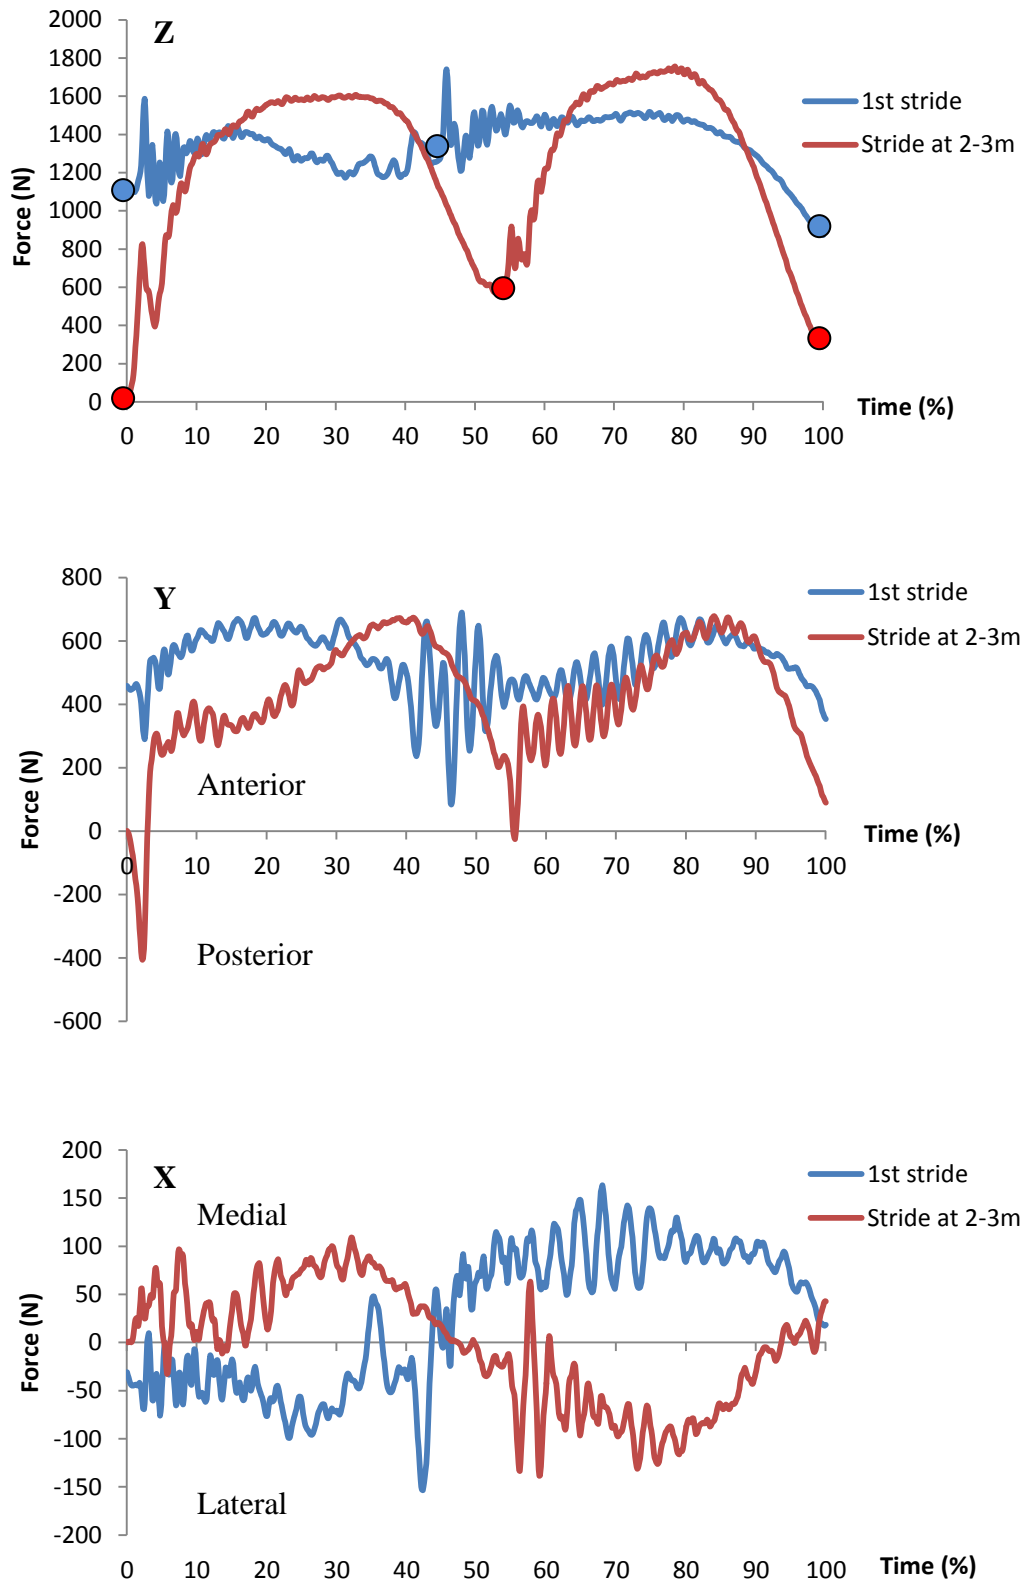 Z
2000
1800
1600
1400
1200
1000
800
600
400
200
0
Force (N)
1st stride
Stride at 2-3m
0 10 20 30 40 50 60 70 80 90 100
Time (%)
Y
800
600
400
200
0
-200
-400
-600
Force (N)
1st stride
Stride at 2-3m
Anterior
Posterior
0 10 20 30 40 50 60 70 80 90 100
Time (%)
X
200
150
100
50
0
-50
-100
-150
-200
Force (N)
1st stride
Stride at 2-3m
Medial
Lateral
0 10 20 30 40 50 60 70 80 90 100
Time (%)